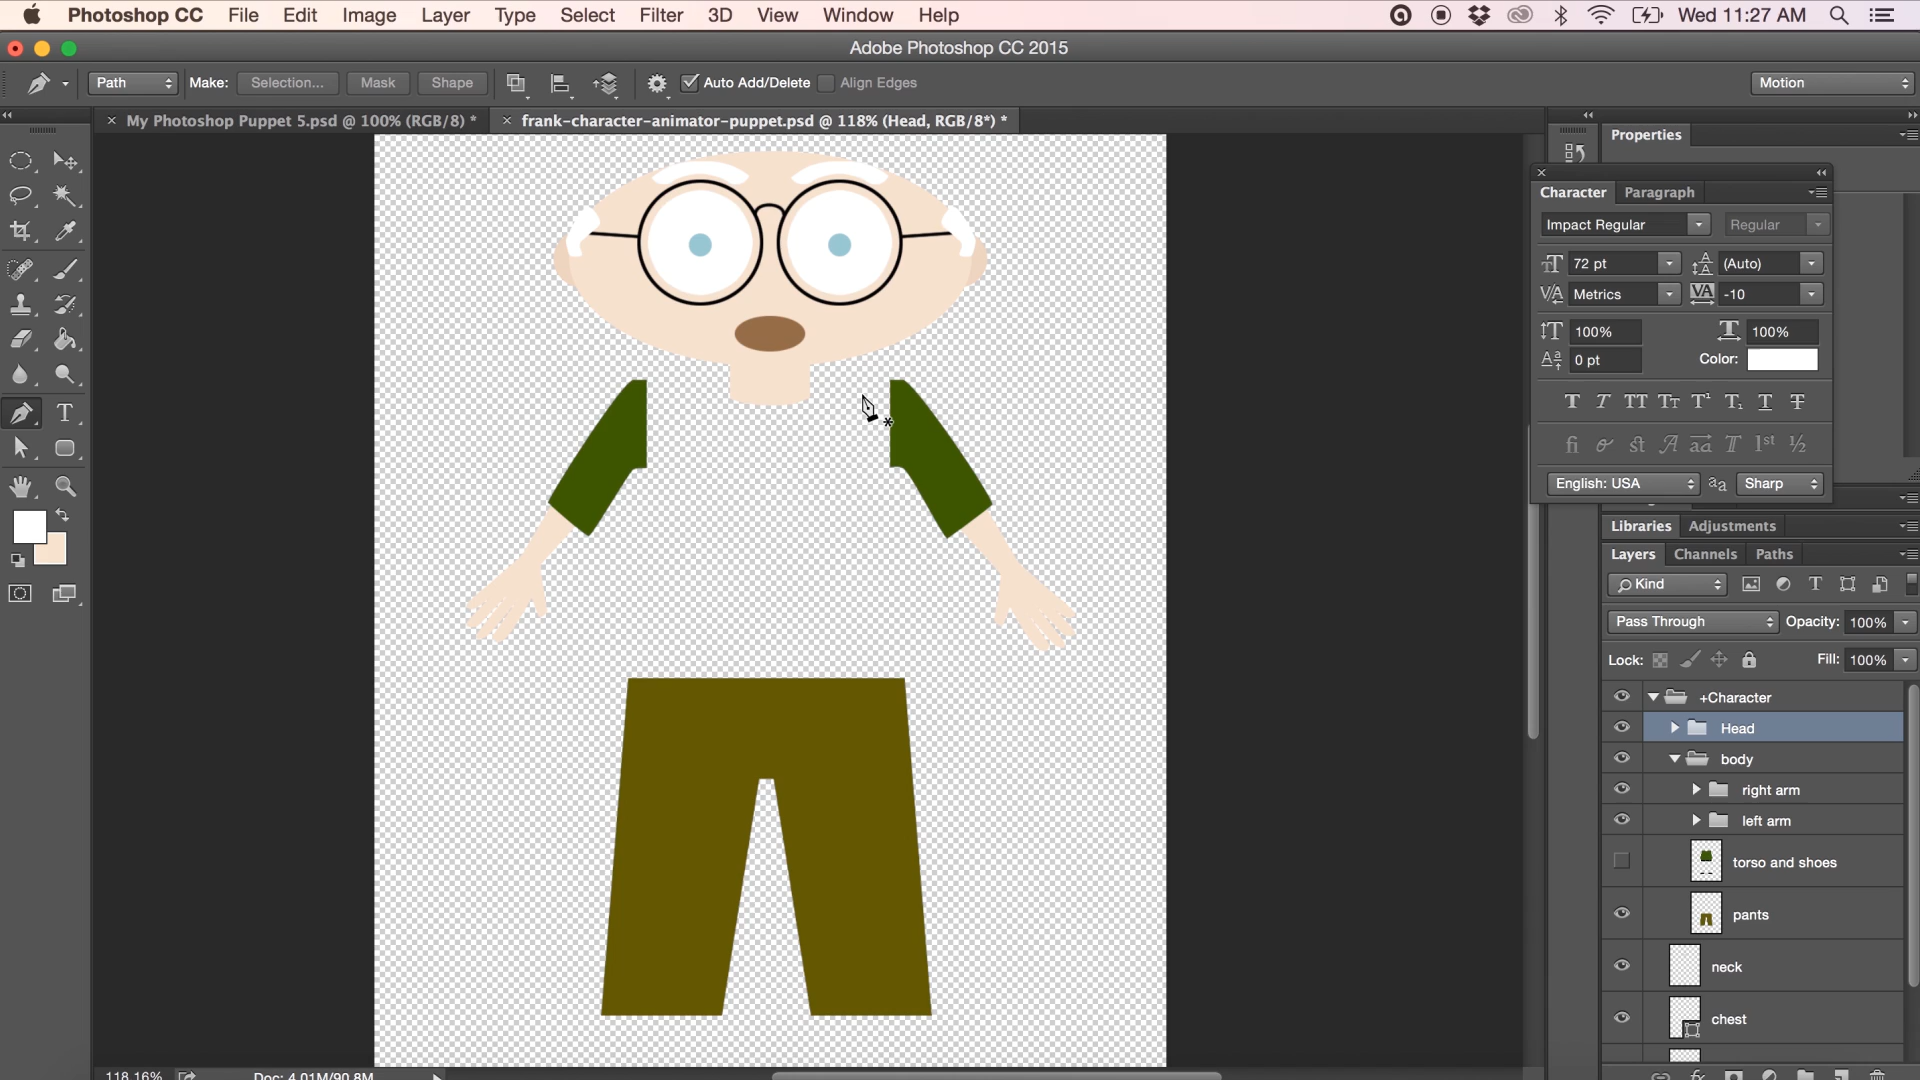 Photoshop CC File Edit Image Layer Type Select Filter 3D View Window Help Wed 11:27 AM
Adobe Photoshop CC 2015
Path Make: Selection... Mask Shape Auto Add/Delete Align Edges Motion
My Photoshop Puppet 5.psd @ 100% (RGB/8) * frank-character-animator-puppet.psd @ 118% (Head, RGB/8*) *
Properties
Character Paragraph
Impact Regular Regular
72 pt (Auto)
Metrics -10
100% 100%
0 pt Color:
English: USA Sharp
Libraries Adjustments
Layers Channels Paths
Kind
Pass Through Opacity: 100%
Lock: Fill: 100%
+Character
Head
body
right arm
left arm
torso and shoes
pants
neck
chest
118.16% Doc: 4.01M/90.8M